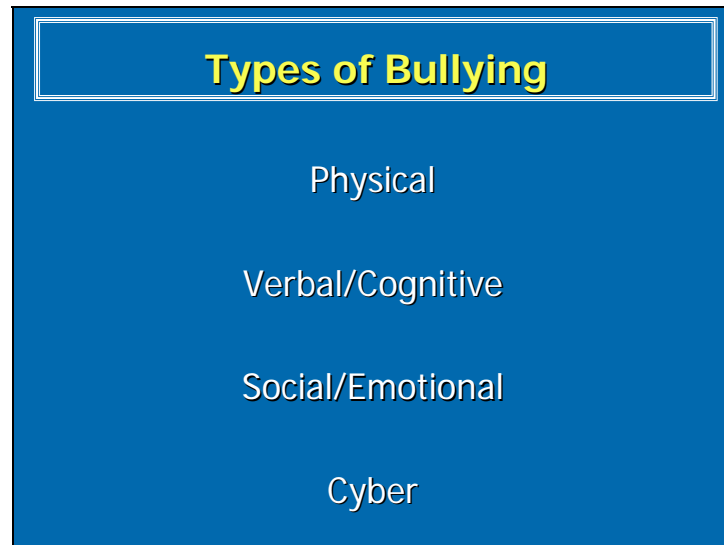 Types of Bullying
Physical
Verbal/Cognitive
Social/Emotional
Cyber